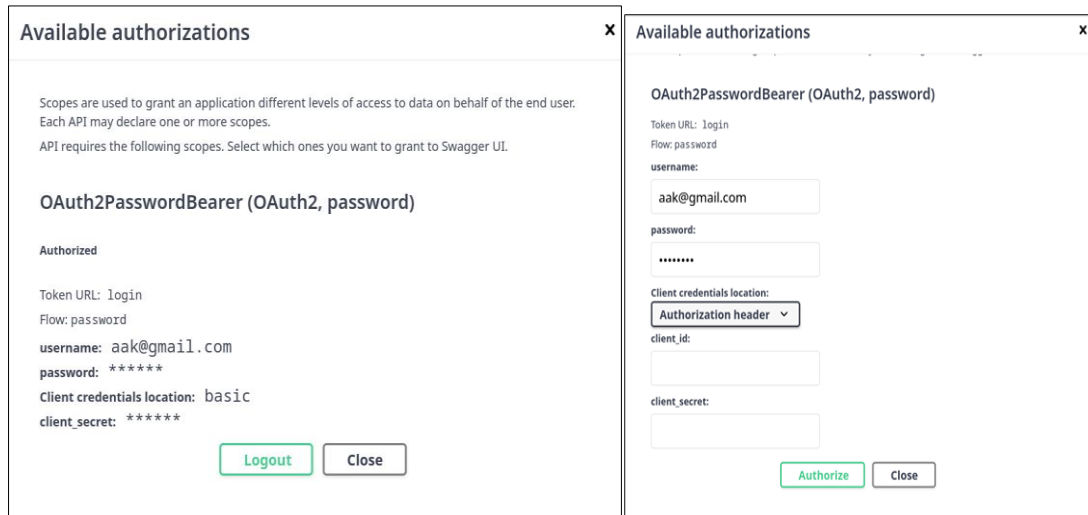 Available authorizations x
Scopes are used to grant an application different levels of access to data on behalf of the end user.
Each API may declare one or more scopes.
API requires the following scopes. Select which ones you want to grant to Swagger UI.
OAuth2PasswordBearer (OAuth2, password)
Authorized
Token URL: login
Flow: password
username: aak@gmail.com
password: ******
Client credentials location: basic
client_secret: ******
Logout Close
Available authorizations x
OAuth2PasswordBearer (OAuth2, password)
Token URL: login
Flow: password
username:
aak@gmail.com
password:
••••••••
Client credentials location:
Authorization header
client_id:
client_secret:
Authorize Close